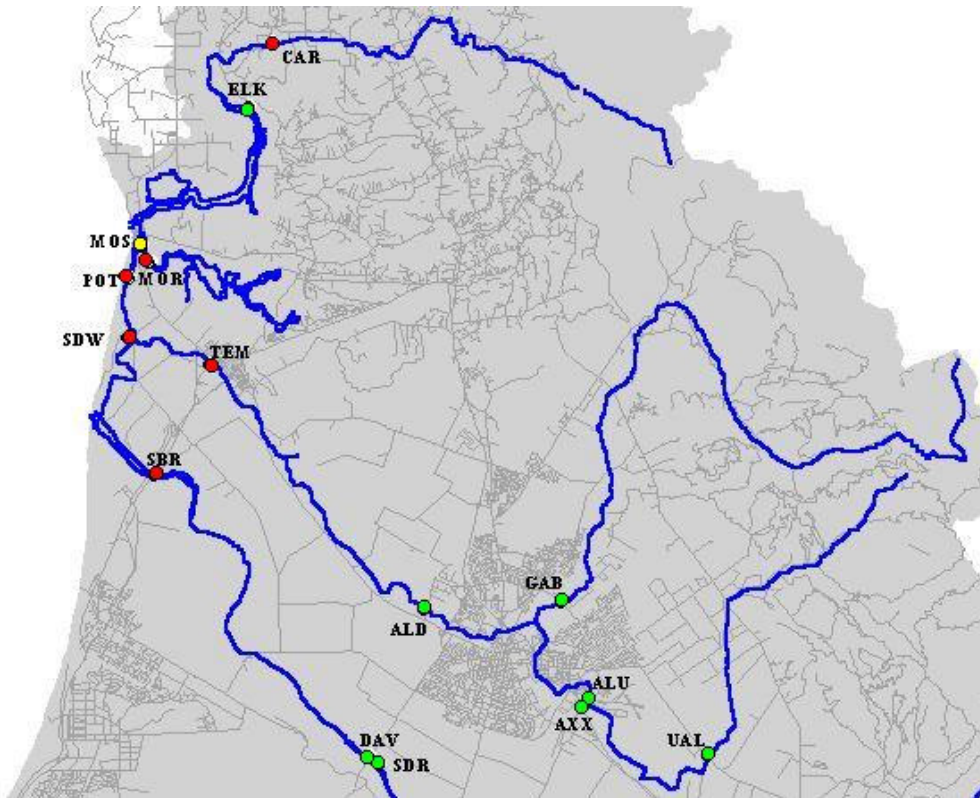 CAR
ELK
MOS
MOR
POT
SDW
TEM
SBR
GAB
ALD
ALU
AXX
UAL
DAV
SDR